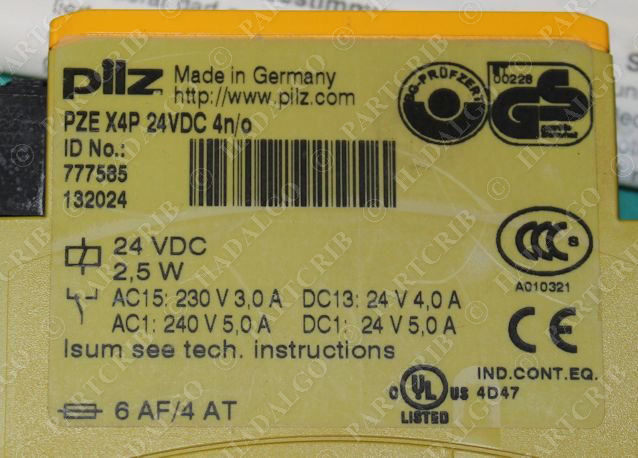 pilz Made in Germany
http://www.pilz.com
PZE X4P 24VDC 4n/o
ID No.:
777585
132024
BG-PRÜFZERT
00228
GS
24 VDC
2,5 W
AC15: 230 V 3,0 A DC13: 24 V 4,0 A
AC1: 240 V 5,0 A DC1: 24 V 5,0 A
Isum see tech. instructions
6 AF/4 AT
CCC S
A010321
CE
IND.CONT.EQ.
C UL US 4D47
LISTED
PARTCRIB
HADALGO